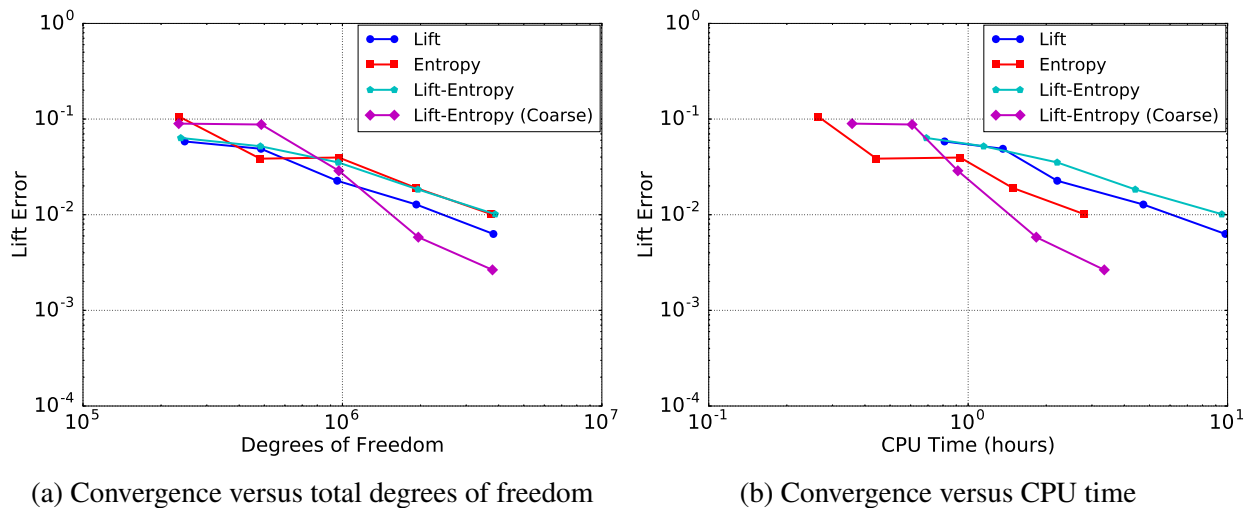 10^0
10^-1
10^-2
10^-3
10^-4
Lift Error
10^5
10^6
10^7
Degrees of Freedom
Lift
Entropy
Lift-Entropy
Lift-Entropy (Coarse)
(a) Convergence versus total degrees of freedom
10^0
10^-1
10^-2
10^-3
10^-4
Lift Error
10^-1
10^0
10^1
CPU Time (hours)
Lift
Entropy
Lift-Entropy
Lift-Entropy (Coarse)
(b) Convergence versus CPU time